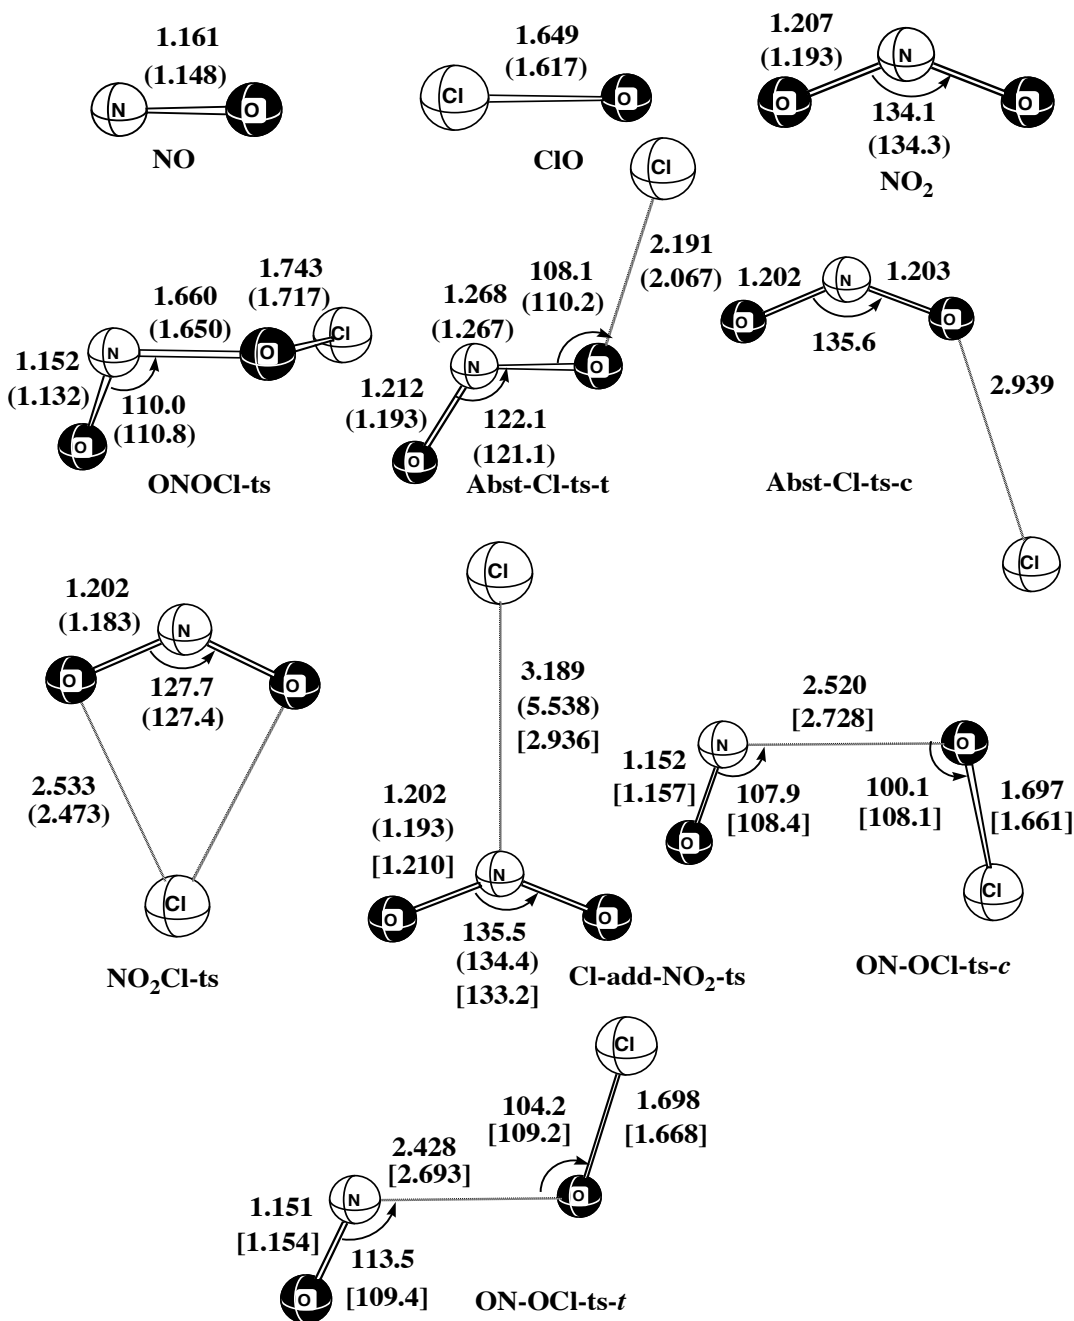 1.161
(1.148)
N
O
NO
1.649
(1.617)
Cl
O
ClO
1.207
(1.193)
N
O
O
134.1
(134.3)
NO2
1.743
(1.717)
1.660
(1.650)
Cl
N
O
1.152
(1.132)
110.0
(110.8)
O
ONOCl-ts
Cl
2.191
(2.067)
108.1
(110.2)
1.268
(1.267)
N
O
1.212
(1.193)
122.1
(121.1)
O
Abst-Cl-ts-t
1.202
N
1.203
O
O
135.6
2.939
Abst-Cl-ts-c
Cl
1.202
(1.183)
N
O
O
127.7
(127.4)
2.533
(2.473)
Cl
NO2Cl-ts
Cl
3.189
(5.538)
[2.936]
1.202
(1.193)
[1.210]
N
O
O
135.5
(134.4)
[133.2]
Cl-add-NO2-ts
2.520
[2.728]
N
O
1.152
[1.157]
107.9
[108.4]
100.1
[108.1]
1.697
[1.661]
O
Cl
ON-OCl-ts-c
Cl
104.2
[109.2]
1.698
[1.668]
2.428
[2.693]
N
O
1.151
[1.154]
113.5
[109.4]
O
ON-OCl-ts-t